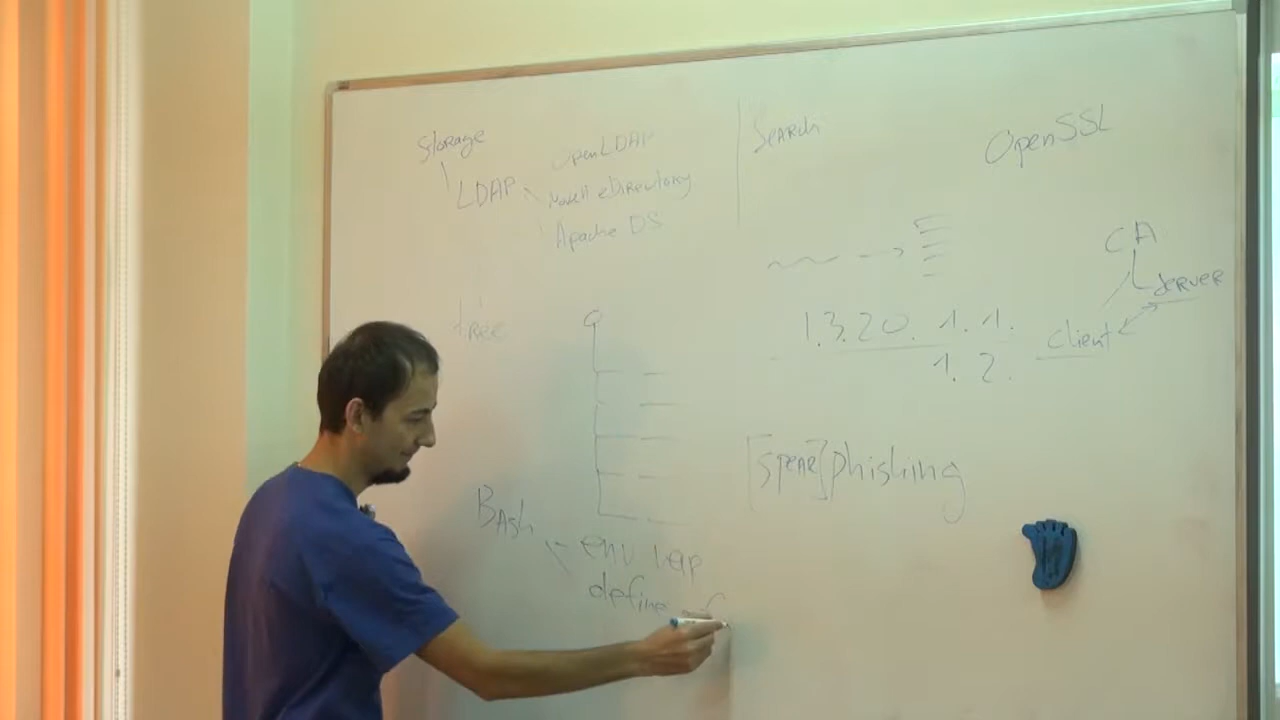 Storage
LDAP
OpenLDAP
Novell eDirectory
Apache DS
tree
Bash
env
define
Search
OpenSSL
CA
server
client
1.3.20.1.1.
1.2.
[spear]phishing